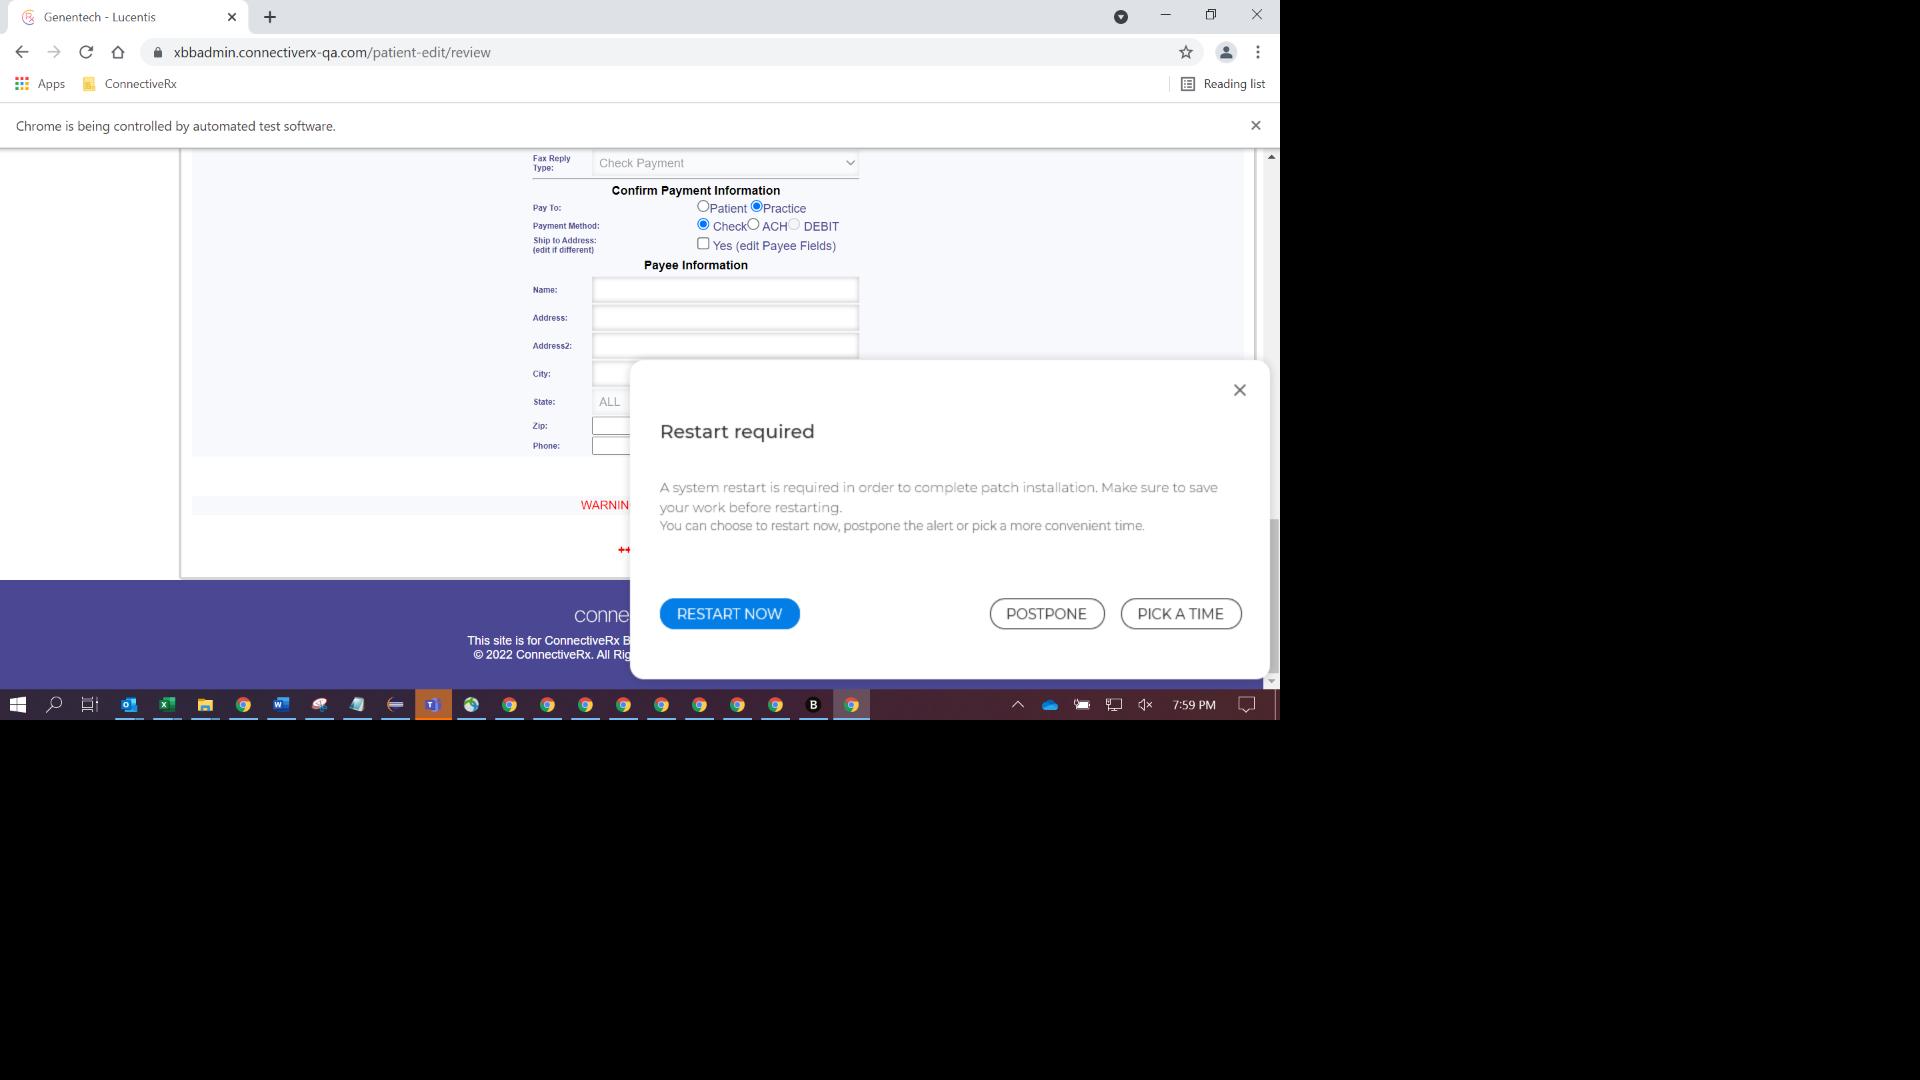 Genentech - Lucentis
xbbadmin.connectiverx-qa.com/patient-edit/review
Apps
ConnectiveRx
Reading list
Chrome is being controlled by automated test software.
Fax Reply
Type:
Check Payment
Confirm Payment Information
Pay To:
Patient Practice
Payment Method:
Check ACH DEBIT
Ship to Address:
(edit if different)
Yes (edit Payee Fields)
Payee Information
Name:
Address:
Address2:
City:
State:
ALL
Zip:
Phone:
Restart required
A system restart is required in order to complete patch installation. Make sure to save
your work before restarting.
You can choose to restart now, postpone the alert or pick a more convenient time.
RESTART NOW
POSTPONE
PICK A TIME
WARNIN
++
conne
This site is for ConnectiveRx B
© 2022 ConnectiveRx. All Rig
7:59 PM